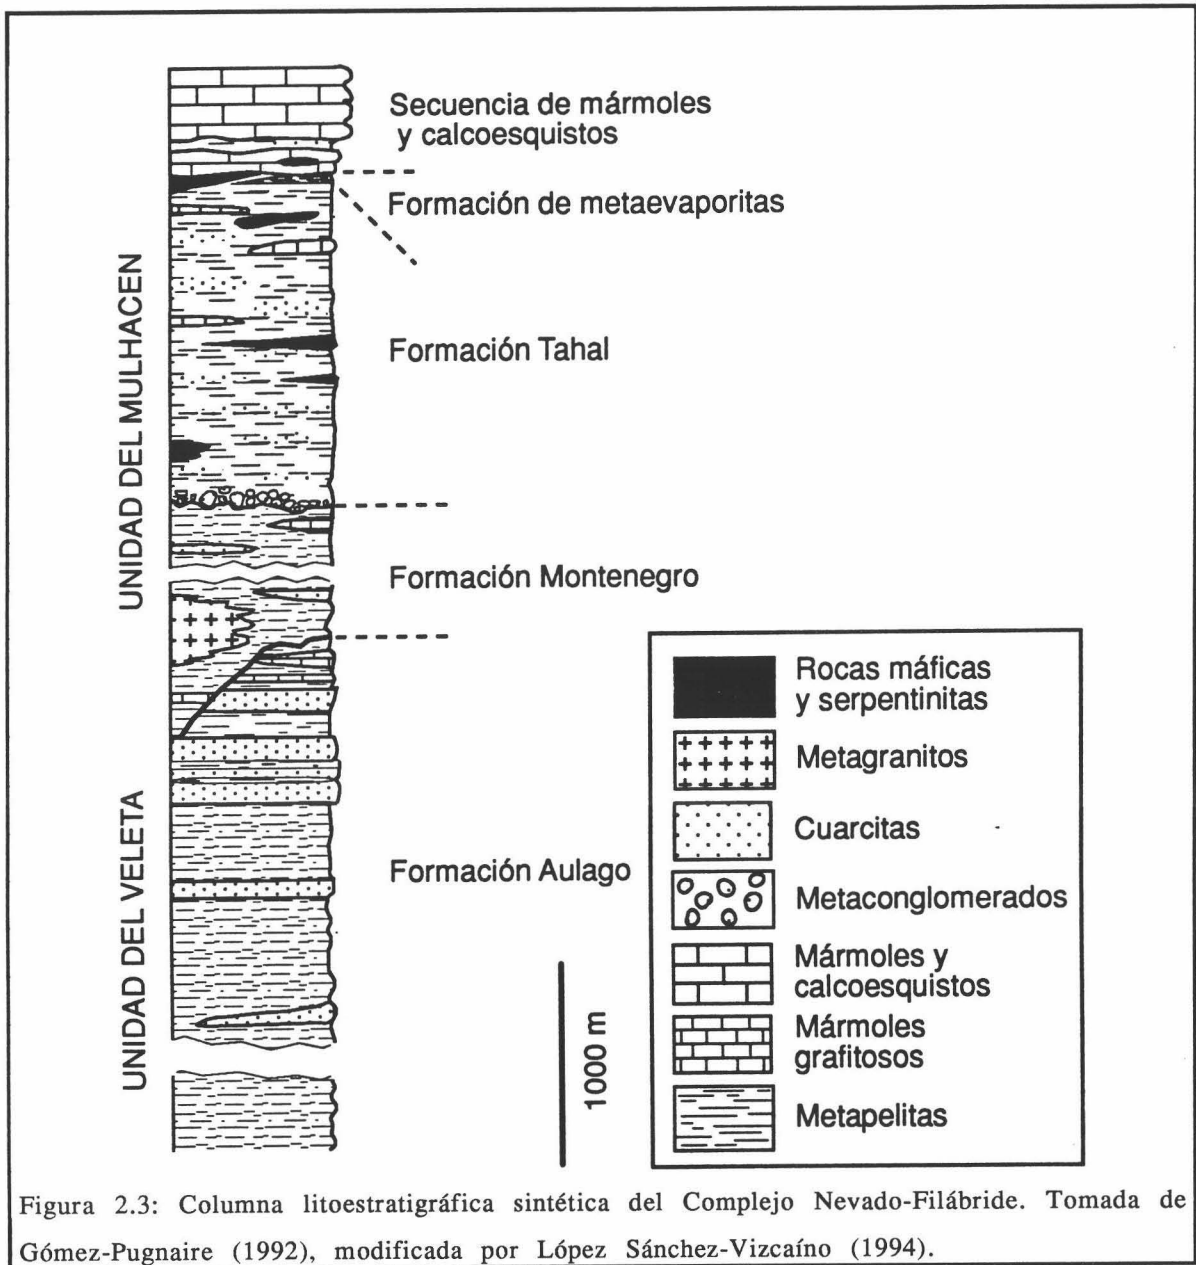 Secuencia de mármoles
y calcoesquistos
Formación de metaevaporitas
UNIDAD DEL MULHACEN
Formación Tahal
Formación Montenegro
UNIDAD DEL VELETA
Formación Aulago
1000 m
Rocas máficas
y serpentinitas
Metagranitos
Cuarcitas
Metaconglomerados
Mármoles y
calcoesquistos
Mármoles
grafitosos
Metapelitas
Figura 2.3: Columna litoestratigráfica sintética del Complejo Nevado-Filábride. Tomada de
Gómez-Pugnaire (1992), modificada por López Sánchez-Vizcaíno (1994).